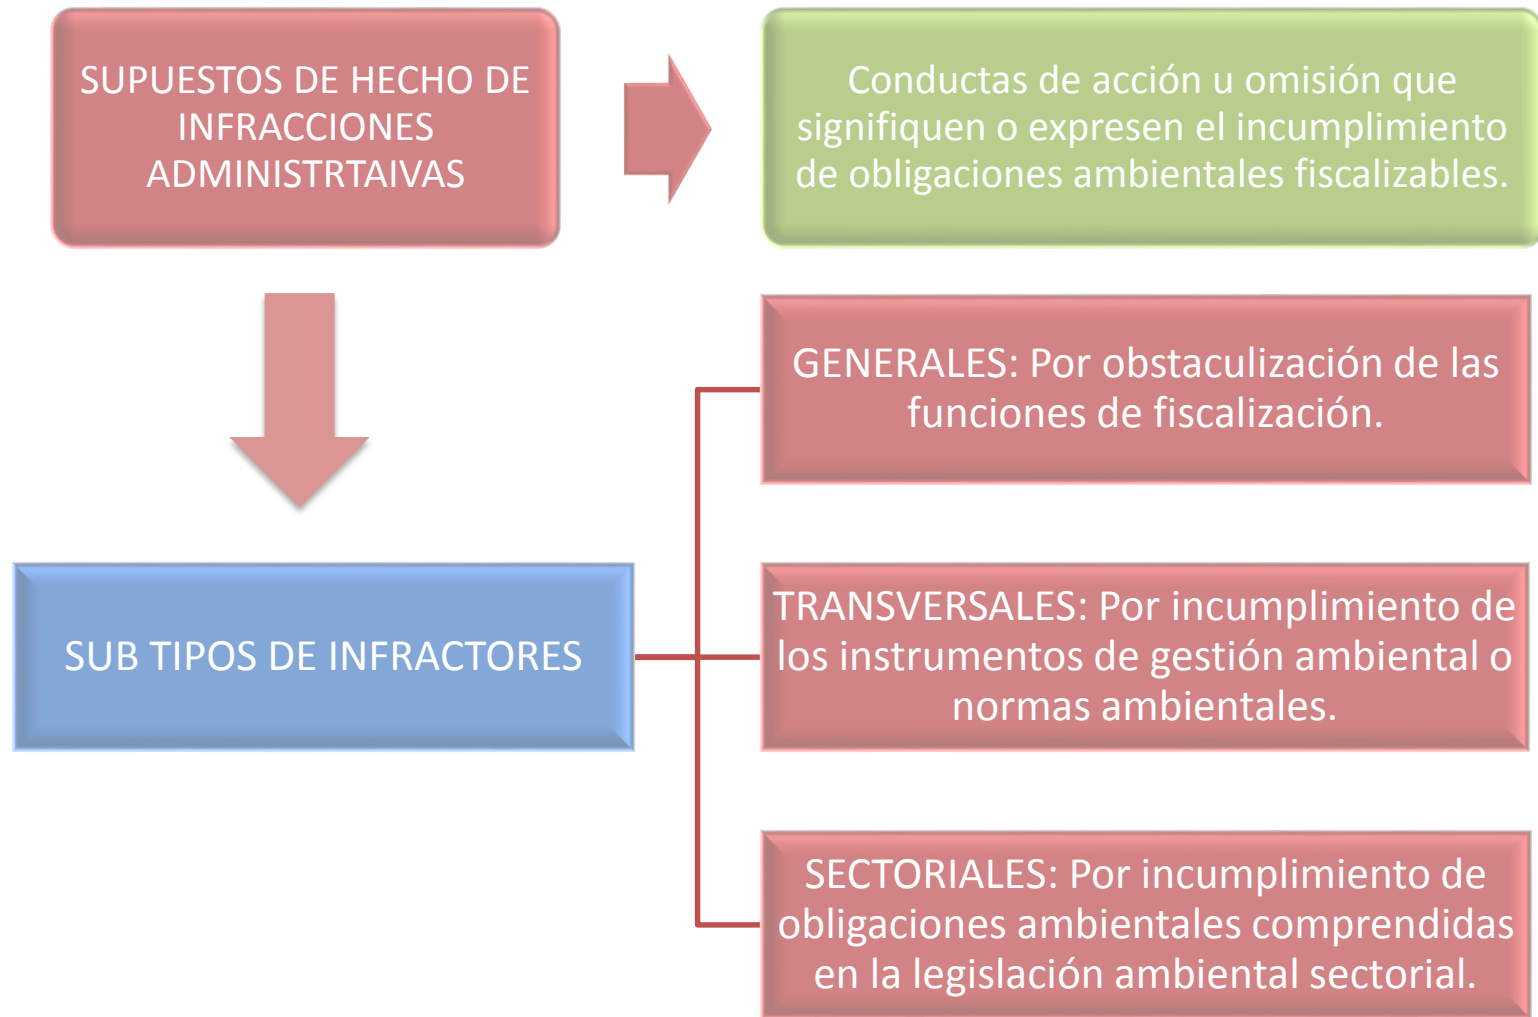 SUPUESTOS DE HECHO DE
INFRACCIONES
ADMINISTRTAIVAS
Conductas de acción u omisión que
signifiquen o expresen el incumplimiento
de obligaciones ambientales fiscalizables.
GENERALES: Por obstaculización de las
funciones de fiscalización.
SUB TIPOS DE INFRACTORES
TRANSVERSALES: Por incumplimiento de
los instrumentos de gestión ambiental o
normas ambientales.
SECTORIALES: Por incumplimiento de
obligaciones ambientales comprendidas
en la legislación ambiental sectorial.